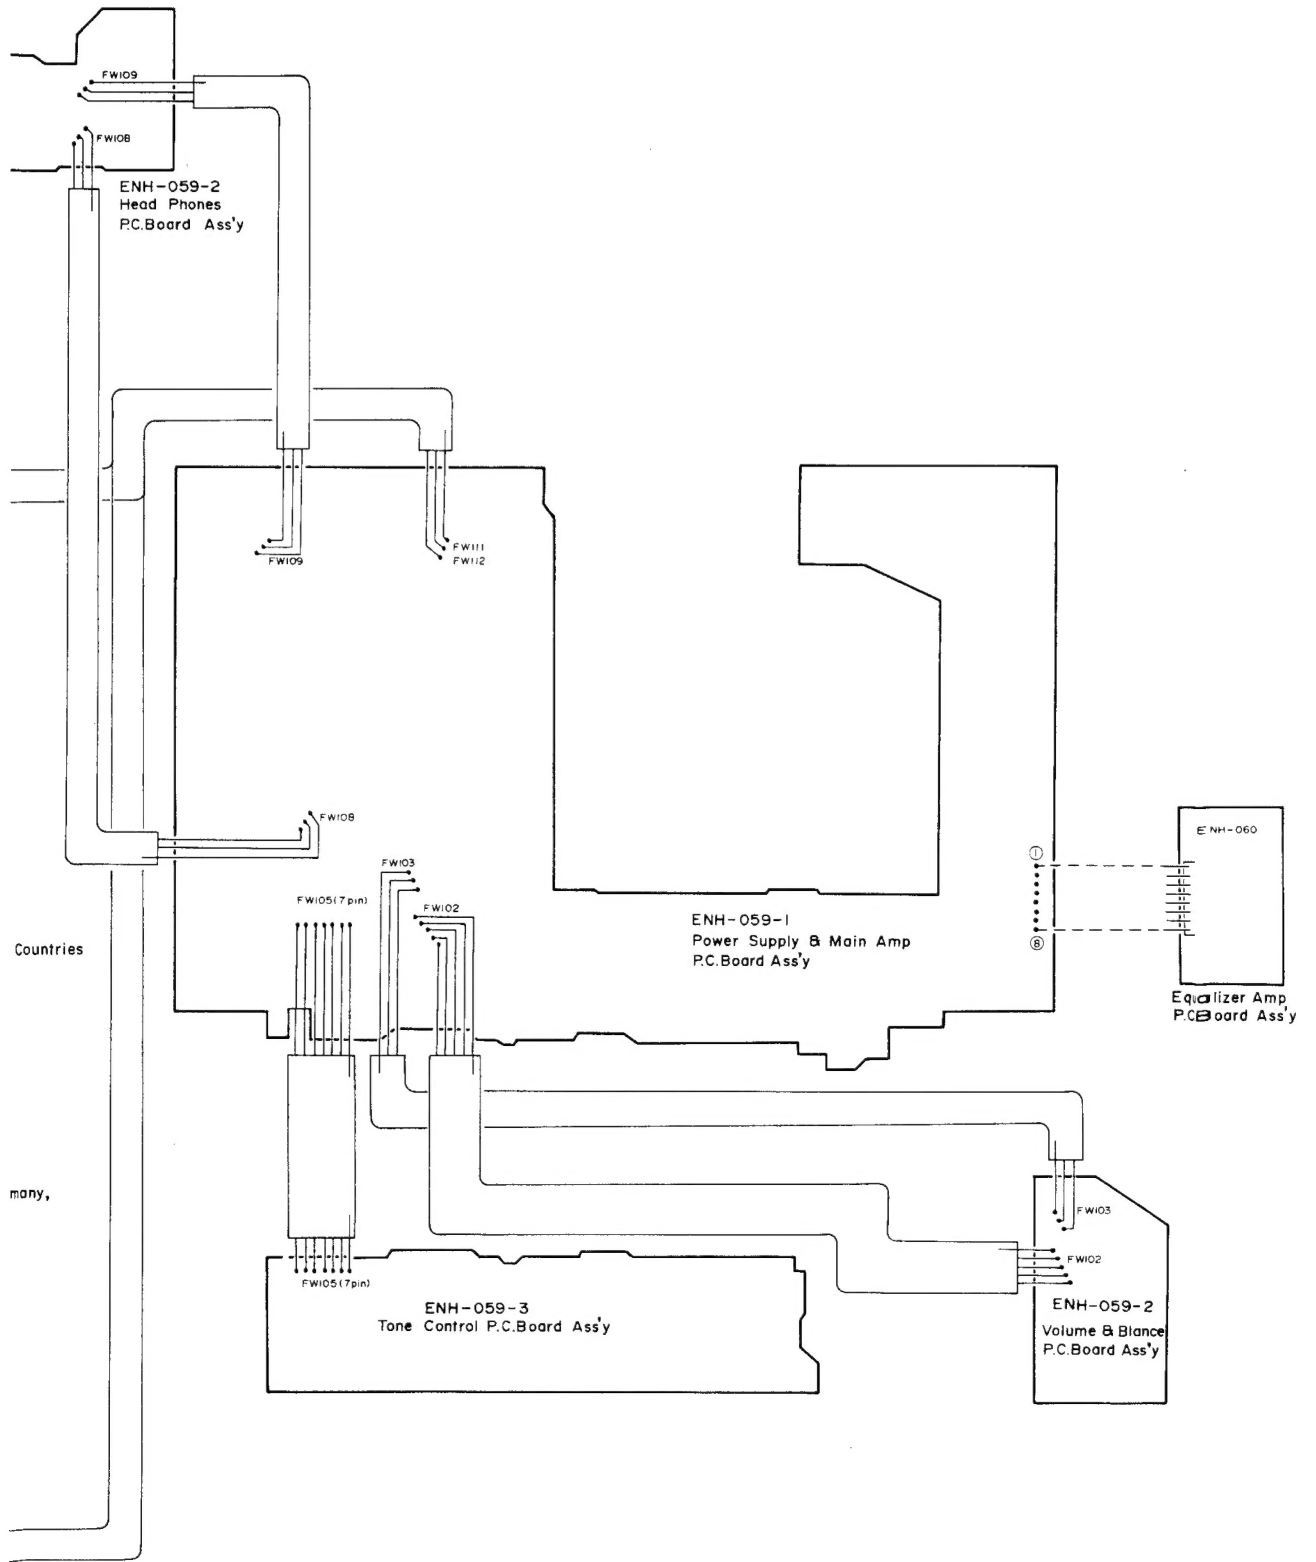 FW109
FW108
ENH-059-2
Head Phones
P.C.Board Ass'y
FW109
FW111
FW112
FW108
FW103
FW105(7pin)
FW102
ENH-059-1
Power Supply & Main Amp
P.C.Board Ass'y
①
⑧
ENH-060
Equalizer Amp
P.C.Board Ass'y
Countries
many,
FW103
FW102
ENH-059-2
Volume & Blance
P.C.Board Ass'y
FW105(7pin)
ENH-059-3
Tone Control P.C.Board Ass'y